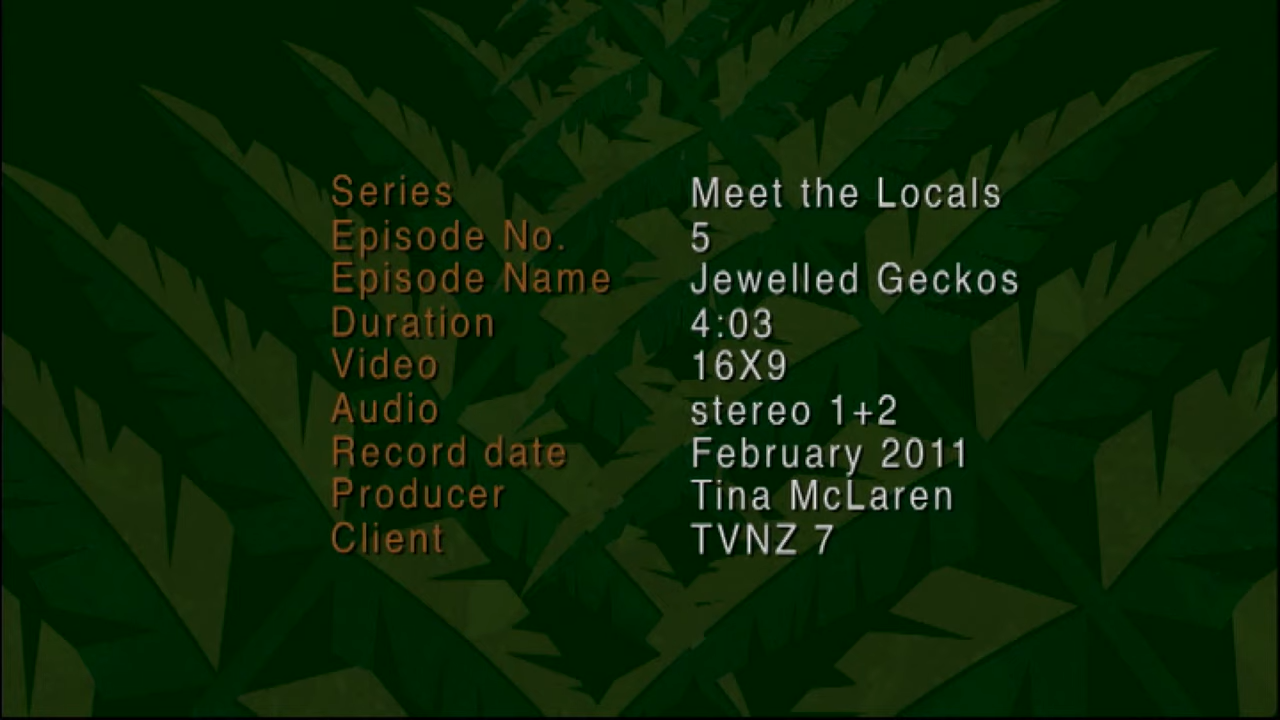 Series Meet the Locals
Episode No. 5
Episode Name Jewelled Geckos
Duration 4:03
Video 16X9
Audio stereo 1+2
Record date February 2011
Producer Tina McLaren
Client TVNZ 7